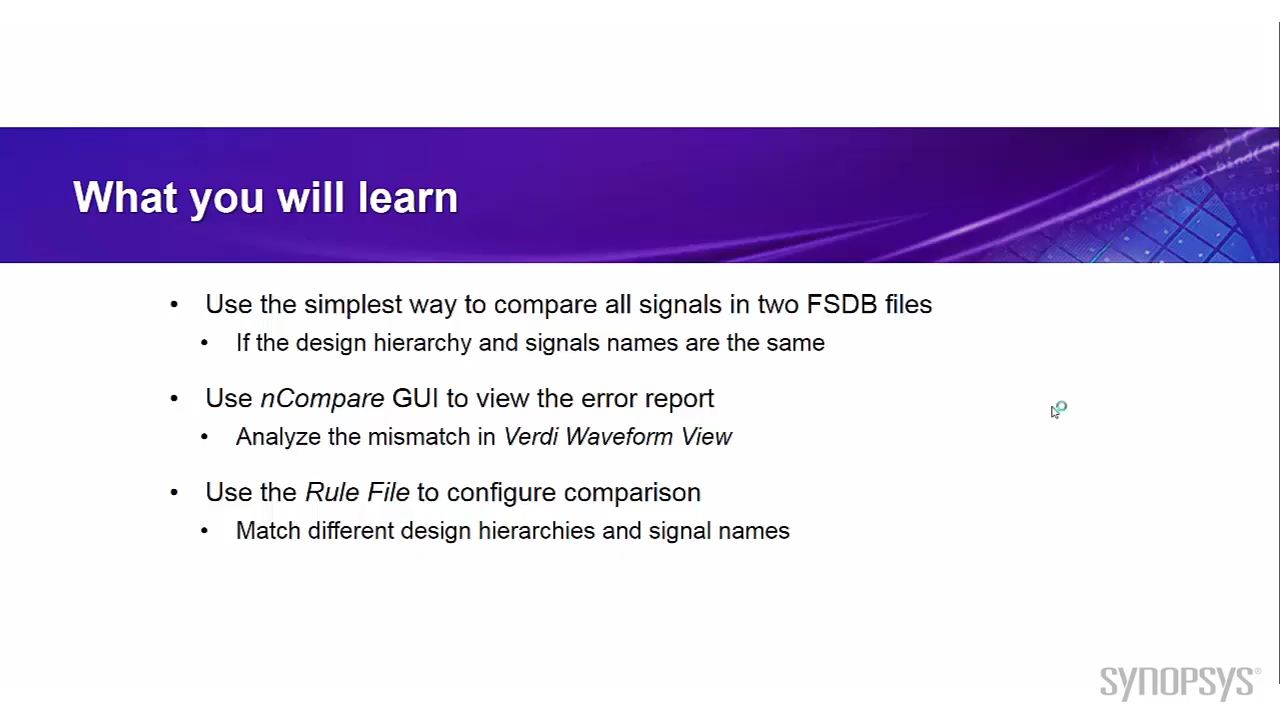 What you will learn
• Use the simplest way to compare all signals in two FSDB files
• If the design hierarchy and signals names are the same
• Use nCompare GUI to view the error report
• Analyze the mismatch in Verdi Waveform View
• Use the Rule File to configure comparison
• Match different design hierarchies and signal names
SYNOPSYS®